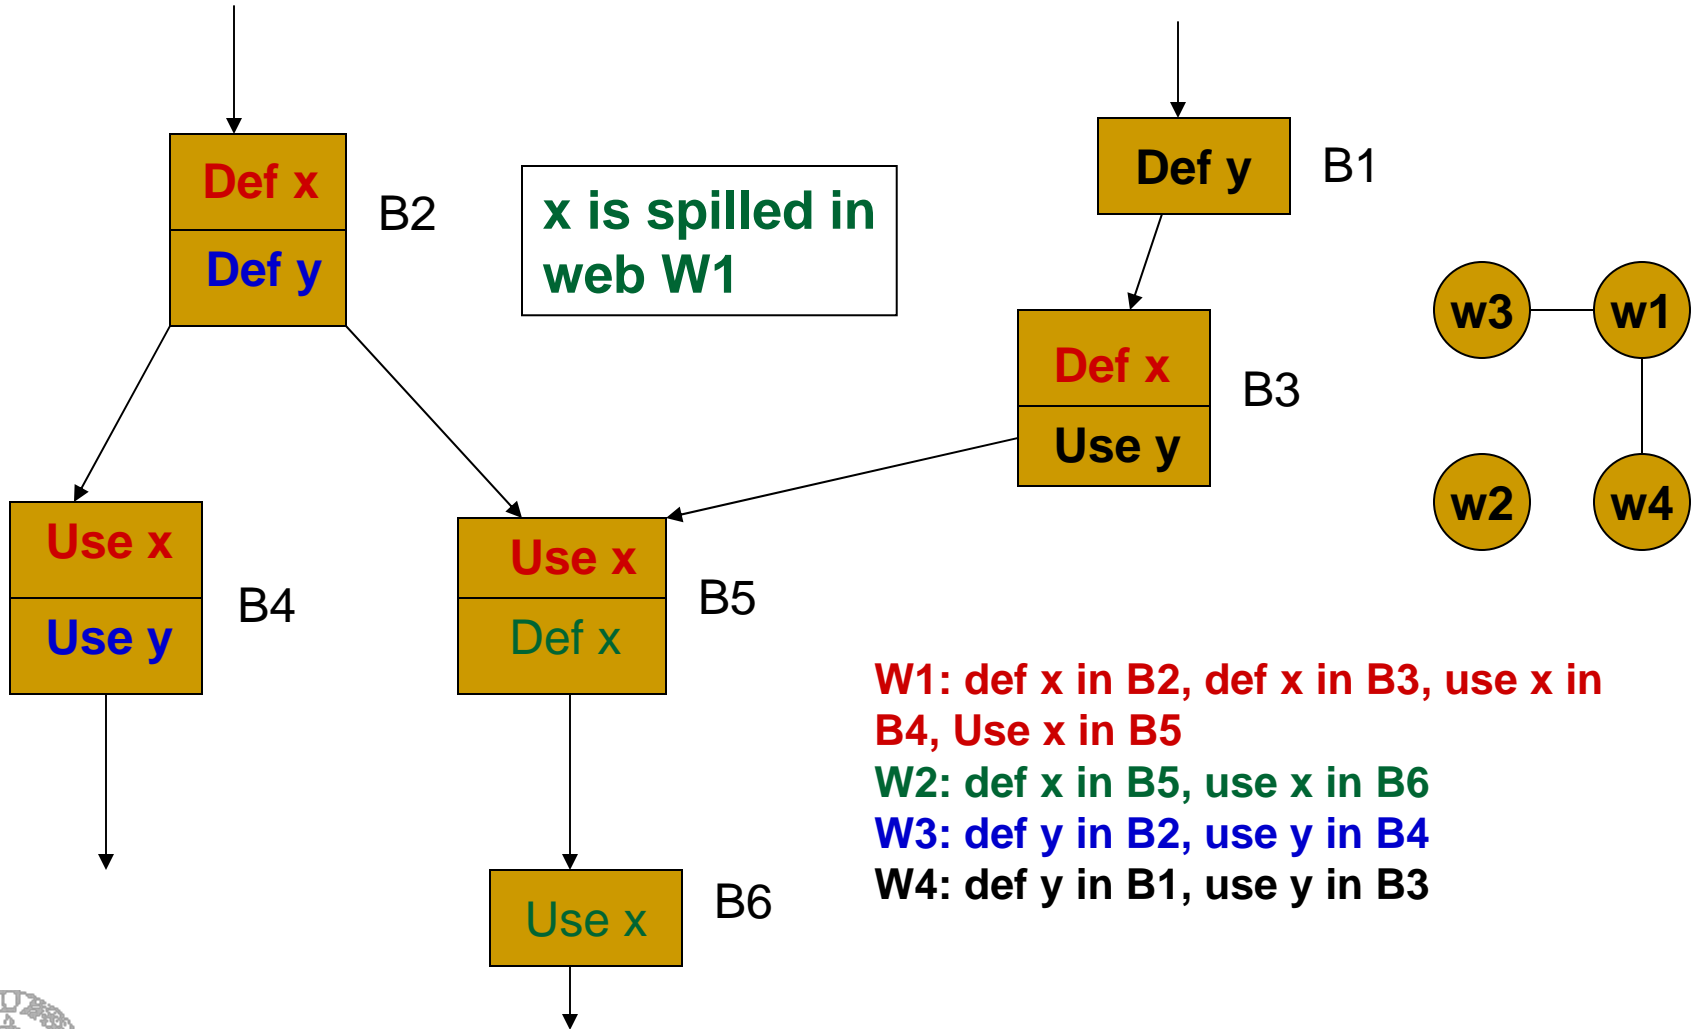 Def x
Def y
B2
x is spilled in
web W1
Def y
B1
Def x
Use y
B3
w3
w1
w2
w4
Use x
Use y
B4
Use x
Def x
B5
Use x
B6
W1: def x in B2, def x in B3, use x in
B4, Use x in B5
W2: def x in B5, use x in B6
W3: def y in B2, use y in B4
W4: def y in B1, use y in B3